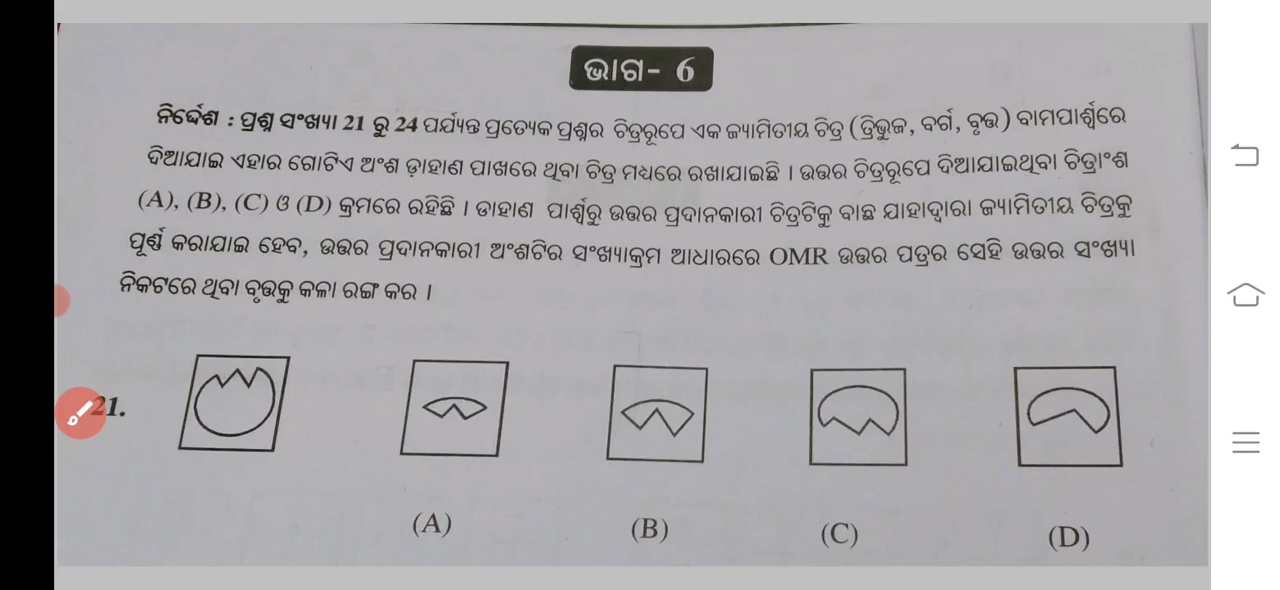 ଭାଗ- 6
ନିର୍ଦ୍ଦେଶ : ପ୍ରଶ୍ନ ସଂଖ୍ୟା 21 ରୁ 24 ପର୍ଯ୍ୟନ୍ତ ପ୍ରତ୍ୟେକ ପ୍ରଶ୍ନର ଚିତ୍ରରୂପେ ଏକ ଜ୍ୟାମିତୀୟ ଚିତ୍ର (ତ୍ରିଭୁଜ, ବର୍ଗ, ବୃତ୍ତ) ବାମପାର୍ଶ୍ଵରେ
ଦିଆଯାଇ ଏହାର ଗୋଟିଏ ଅଂଶ ଡ଼ାହାଣ ପାଖରେ ଥିବା ଚିତ୍ର ମଧ୍ୟରେ ରଖାଯାଇଛି । ଉତ୍ତର ଚିତ୍ରରୂପେ ଦିଆଯାଇଥିବା ଚିତ୍ରାଂଶ
(A), (B), (C) ଓ (D) କ୍ରମରେ ରହିଛି । ଡାହାଣ ପାର୍ଶ୍ଵରୁ ଉତ୍ତର ପ୍ରଦାନକାରୀ ଚିତ୍ରଟିକୁ ବାଛ ଯାହାଦ୍ଵାରା ଜ୍ୟାମିତୀୟ ଚିତ୍ରକୁ
ପୂର୍ଣ୍ଣ କରାଯାଇ ହେବ, ଉତ୍ତର ପ୍ରଦାନକାରୀ ଅଂଶଟିର ସଂଖ୍ୟାକ୍ରମ ଆଧାରରେ OMR ଉତ୍ତର ପତ୍ରର ସେହି ଉତ୍ତର ସଂଖ୍ୟା
ନିକଟରେ ଥିବା ବୃତ୍ତକୁ କଳା ରଙ୍ଗ କର ।
21.
(A) (B) (C) (D)